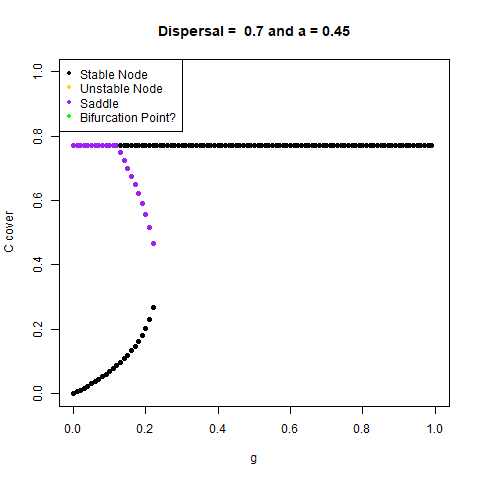 Dispersal =  0.7 and a = 0.45
Stable Node
Unstable Node
Saddle
Bifurcation Point?
C cover
1.0
0.8
0.6
0.4
0.2
0.0
0.0 0.2 0.4 0.6 0.8 1.0
g